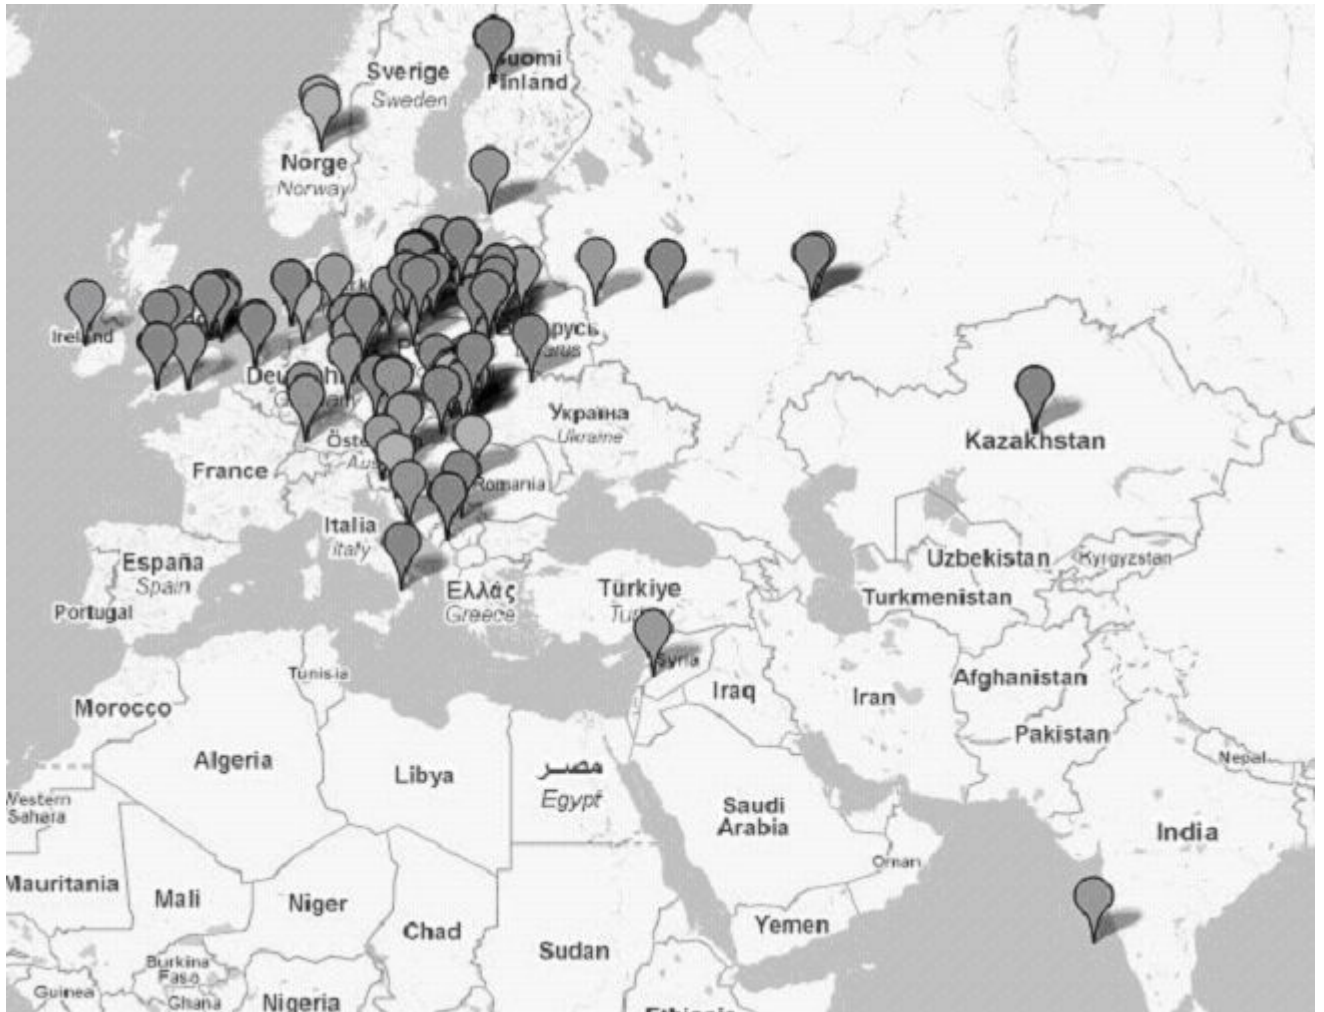 Suomi
Finland
Sverige
Sweden
Norge
Norway
Ireland
Україна
Ukraine
Kazakhstan
France
Romania
Italia
Italy
España
Spain
Portugal
Ελλάς
Greece
Türkiye
Uzbekistan
Kyrgyzstan
Turkmenistan
Tunisia
Syria
Iraq
Iran
Afghanistan
Pakistan
Morocco
Algeria
Libya
مصر
Egypt
Nepal
Western
Sahara
Saudi
Arabia
India
Oman
Mauritania
Mali
Niger
Chad
Sudan
Yemen
Burkina
Faso
Guinea
Ghana
Nigeria
Ethiopia